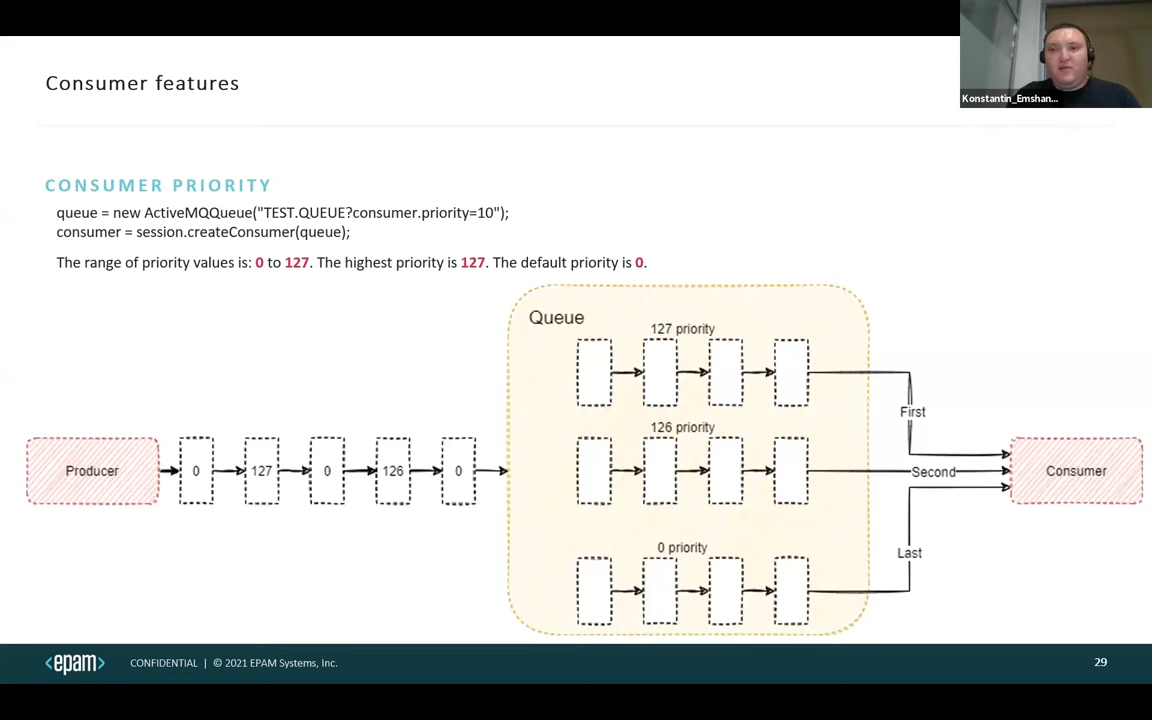 Consumer features
Konstantin_Emshan...
CONSUMER PRIORITY
queue = new ActiveMQQueue("TEST.QUEUE?consumer.priority=10");
consumer = session.createConsumer(queue);
The range of priority values is: 0 to 127. The highest priority is 127. The default priority is 0.
Queue
127 priority
First
126 priority
Producer
0
127
0
126
0
Second
Consumer
0 priority
Last
<epam>
CONFIDENTIAL | © 2021 EPAM Systems, Inc.
29